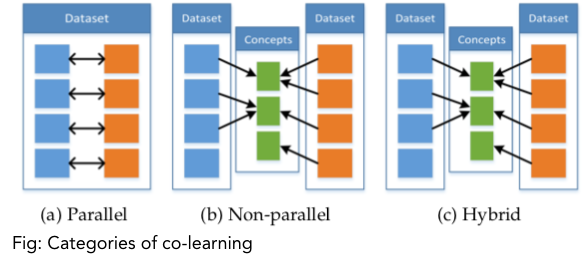 Dataset
Dataset
Concepts
Dataset
Dataset
Concepts
Dataset
(a) Parallel
(b) Non-parallel
(c) Hybrid
Fig: Categories of co-learning